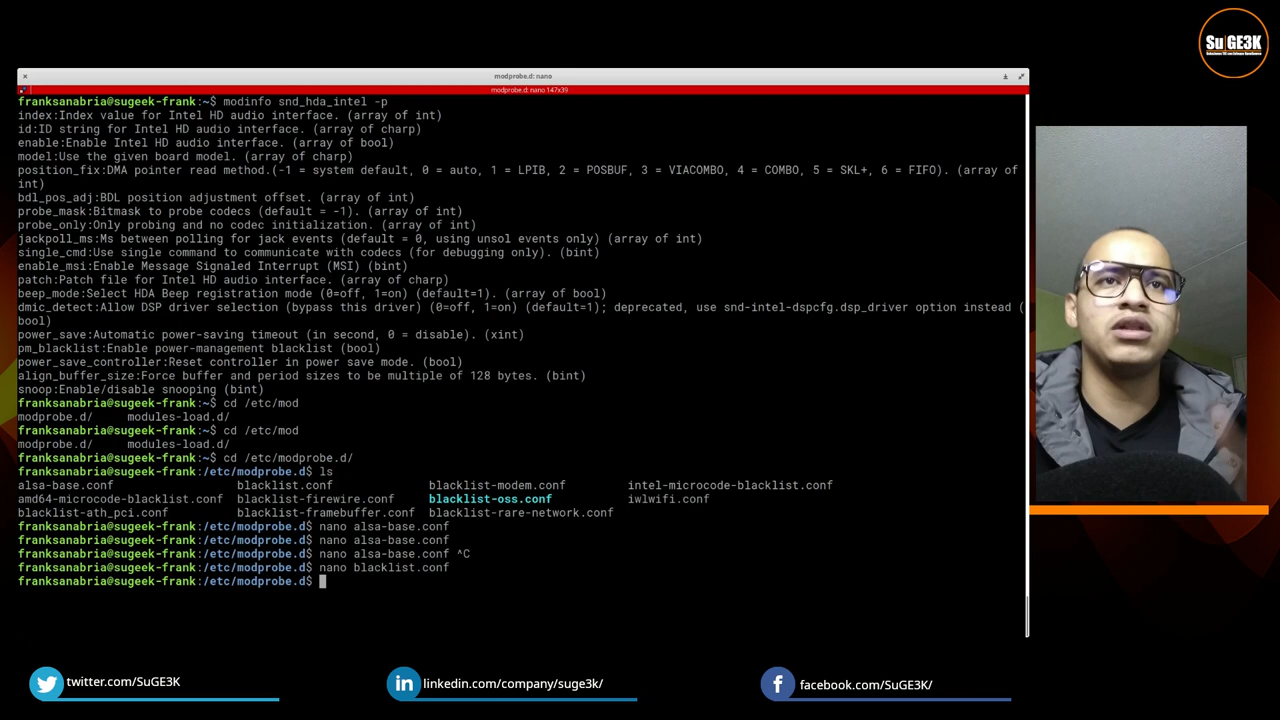 SuGE3K
modprobe.d: nano
modprobe.d: nano 147x39
franksanabria@sugeek-frank:~$ modinfo snd_hda_intel -p
index:Index value for Intel HD audio interface. (array of int)
id:ID string for Intel HD audio interface. (array of charp)
enable:Enable Intel HD audio interface. (array of bool)
model:Use the given board model. (array of charp)
position_fix:DMA pointer read method.(-1 = system default, 0 = auto, 1 = LPIB, 2 = POSBUF, 3 = VIACOMBO, 4 = COMBO, 5 = SKL+, 6 = FIFO). (array of
int)
bdl_pos_adj:BDL position adjustment offset. (array of int)
probe_mask:Bitmask to probe codecs (default = -1). (array of int)
probe_only:Only probing and no codec initialization. (array of int)
jackpoll_ms:Ms between polling for jack events (default = 0, using unsol events only) (array of int)
single_cmd:Use single command to communicate with codecs (for debugging only). (bint)
enable_msi:Enable Message Signaled Interrupt (MSI) (bint)
patch:Patch file for Intel HD audio interface. (array of charp)
beep_mode:Select HDA Beep registration mode (0=off, 1=on) (default=1). (array of bool)
dmic_detect:Allow DSP driver selection (bypass this driver) (0=off, 1=on) (default=1); deprecated, use snd-intel-dspcfg.dsp_driver option instead (
bool)
power_save:Automatic power-saving timeout (in second, 0 = disable). (xint)
pm_blacklist:Enable power-management blacklist (bool)
power_save_controller:Reset controller in power save mode. (bool)
align_buffer_size:Force buffer and period sizes to be multiple of 128 bytes. (bint)
snoop:Enable/disable snooping (bint)
franksanabria@sugeek-frank:~$ cd /etc/mod
modprobe.d/ modules-load.d/
franksanabria@sugeek-frank:~$ cd /etc/mod
modprobe.d/ modules-load.d/
franksanabria@sugeek-frank:~$ cd /etc/modprobe.d/
franksanabria@sugeek-frank:/etc/modprobe.d$ ls
alsa-base.conf blacklist.conf blacklist-modem.conf intel-microcode-blacklist.conf
amd64-microcode-blacklist.conf blacklist-firewire.conf blacklist-oss.conf iwlwifi.conf
blacklist-ath_pci.conf blacklist-framebuffer.conf blacklist-rare-network.conf
franksanabria@sugeek-frank:/etc/modprobe.d$ nano alsa-base.conf
franksanabria@sugeek-frank:/etc/modprobe.d$ nano alsa-base.conf
franksanabria@sugeek-frank:/etc/modprobe.d$ nano alsa-base.conf ^C
franksanabria@sugeek-frank:/etc/modprobe.d$ nano blacklist.conf
franksanabria@sugeek-frank:/etc/modprobe.d$
twitter.com/SuGE3K
linkedin.com/company/suge3k/
facebook.com/SuGE3K/